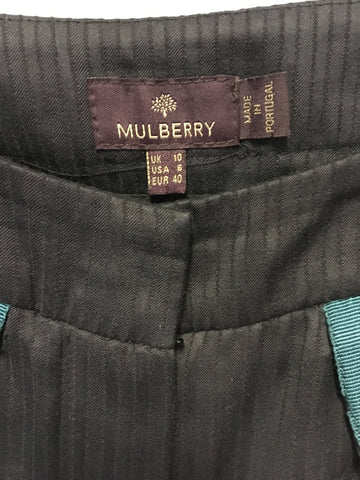 MULBERRY
MADE
IN
PORTUGAL
UK 10
USA 6
EUR 40